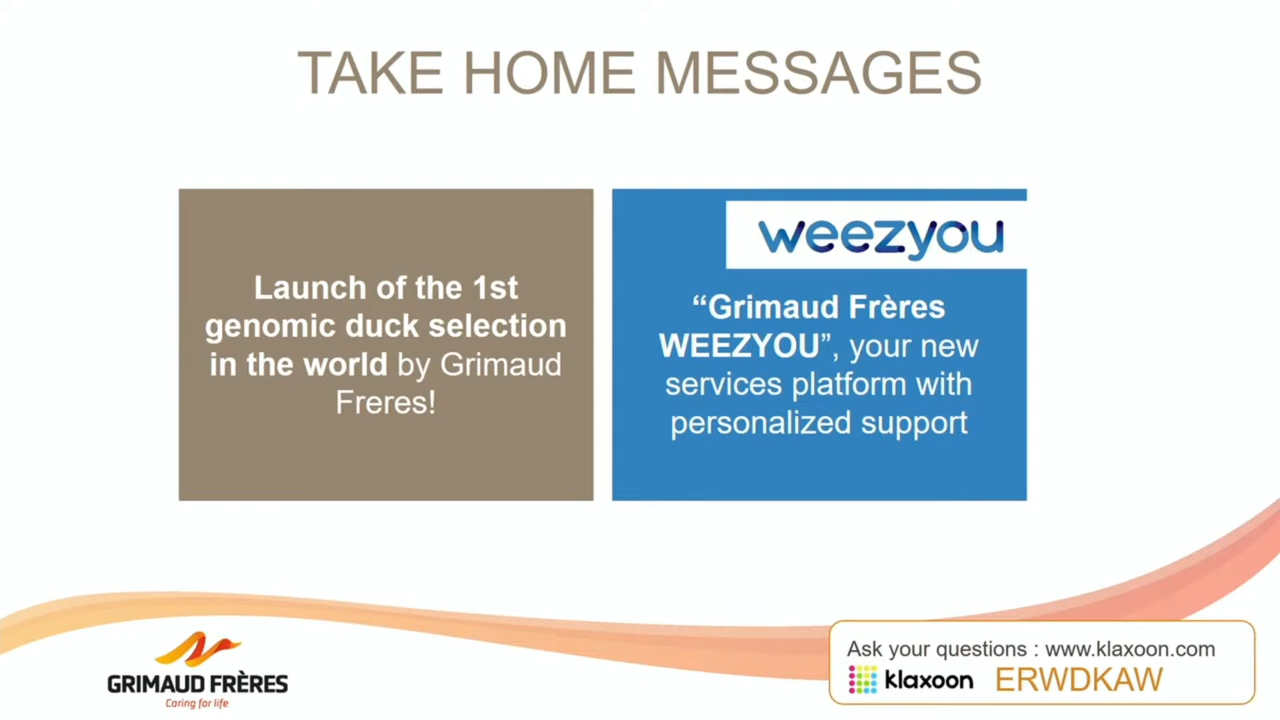 TAKE HOME MESSAGES
Launch of the 1st
genomic duck selection
in the world by Grimaud
Freres!
weezyou
“Grimaud Frères
WEEZYOU”, your new
services platform with
personalized support
GRIMAUD FRÈRES
Caring for life
Ask your questions : www.klaxoon.com
klaxoon ERWDKAW